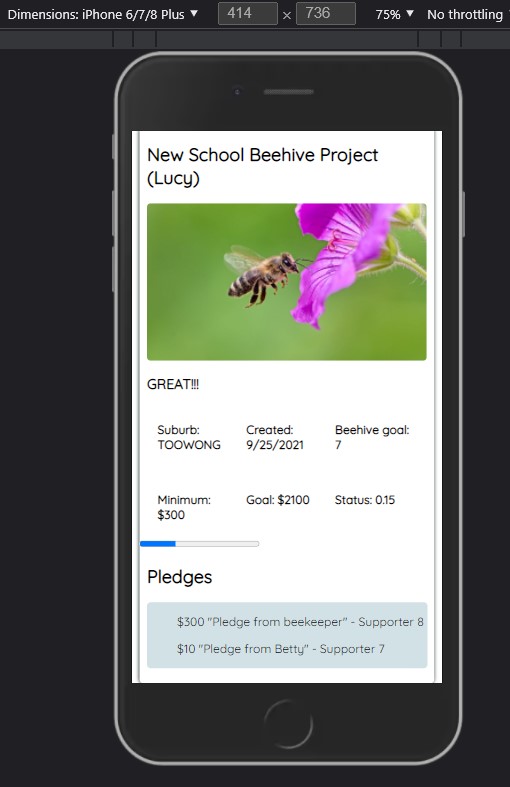 Dimensions: iPhone 6/7/8 Plus ▼ 414 × 736 75% ▼ No throttling
New School Beehive Project
(Lucy)
GREAT!!!
Suburb: Created: Beehive goal:
TOOWONG 9/25/2021 7
Minimum: Goal: $2100 Status: 0.15
$300
Pledges
$300 "Pledge from beekeeper" - Supporter 8
$10 "Pledge from Betty" - Supporter 7